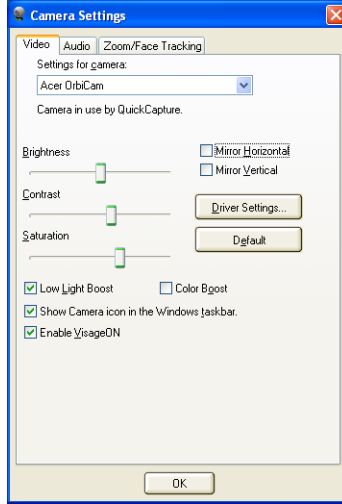 Camera Settings
Video Audio Zoom/Face Tracking
Settings for camera:
Acer OrbiCam
Camera in use by QuickCapture.
Brightness
Mirror Horizontal
Mirror Vertical
Contrast
Driver Settings...
Saturation
Default
Low Light Boost
Color Boost
Show Camera icon in the Windows taskbar.
Enable VisageON
OK